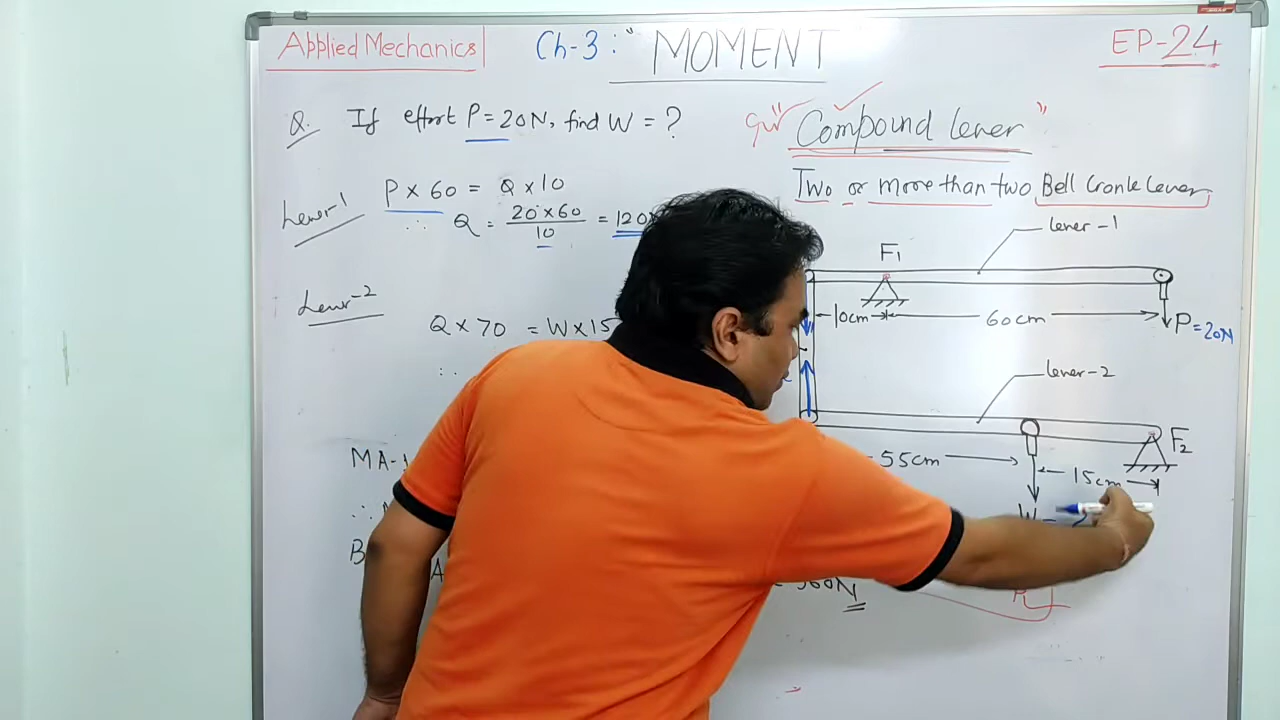 Applied Mechanics
Ch-3 : "MOMENT
EP-24
Q. If effort P = 20N, find W = ?
"Compound lever"
Two or more than two Bell Cronk Lever
Lever-1
P × 60 = Q × 10
∴ Q = 20 × 60 / 10 = 120
lever-1
F₁
10cm
60cm
P = 20N
Lever-2
Q × 70 = W × 15
∴
lever-2
F₂
55cm
15cm
W
MA-
∴
B
A
560N